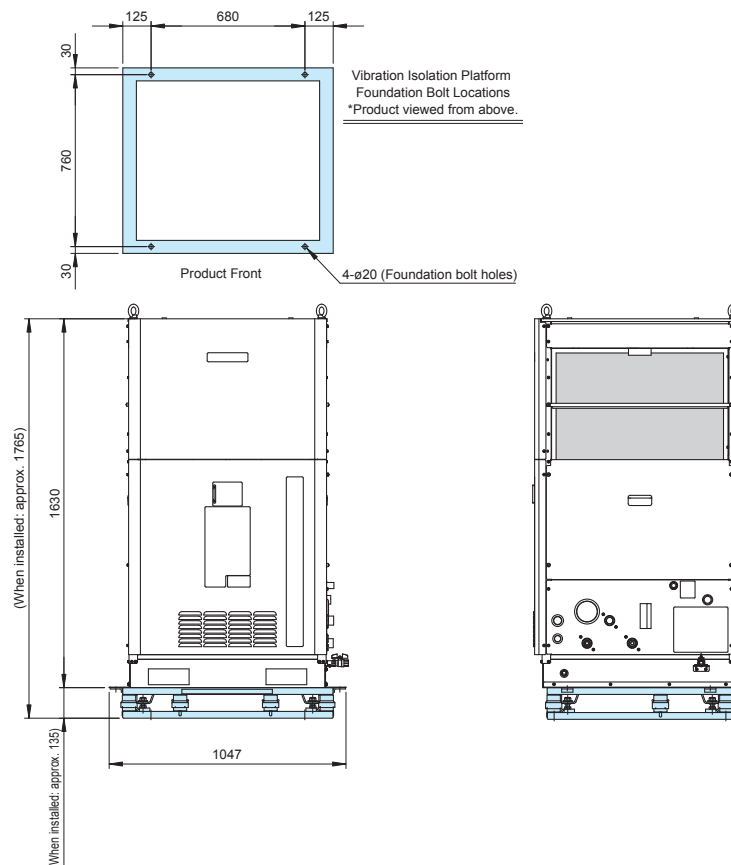 125
680
125
30
760
30
Vibration Isolation Platform
Foundation Bolt Locations
*Product viewed from above.
Product Front
4-ø20 (Foundation bolt holes)
(When installed: approx. 1765)
1630
1047
(When installed: approx. 135)